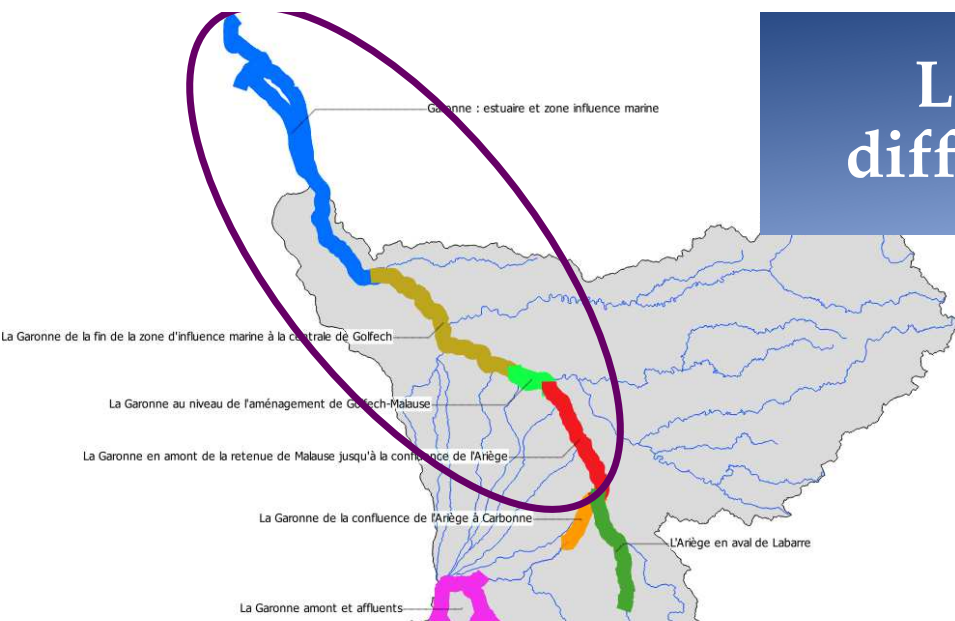 L
diff
Garonne : estuaire et zone influence marine
La Garonne de la fin de la zone d'influence marine à la centrale de Golfech
La Garonne au niveau de l'aménagement de Golfech-Malause
La Garonne en amont de la retenue de Malause jusqu'à la confluence de l'Ariège
La Garonne de la confluence de l'Ariège à Carbonne
L'Ariège en aval de Labarre
La Garonne amont et affluents